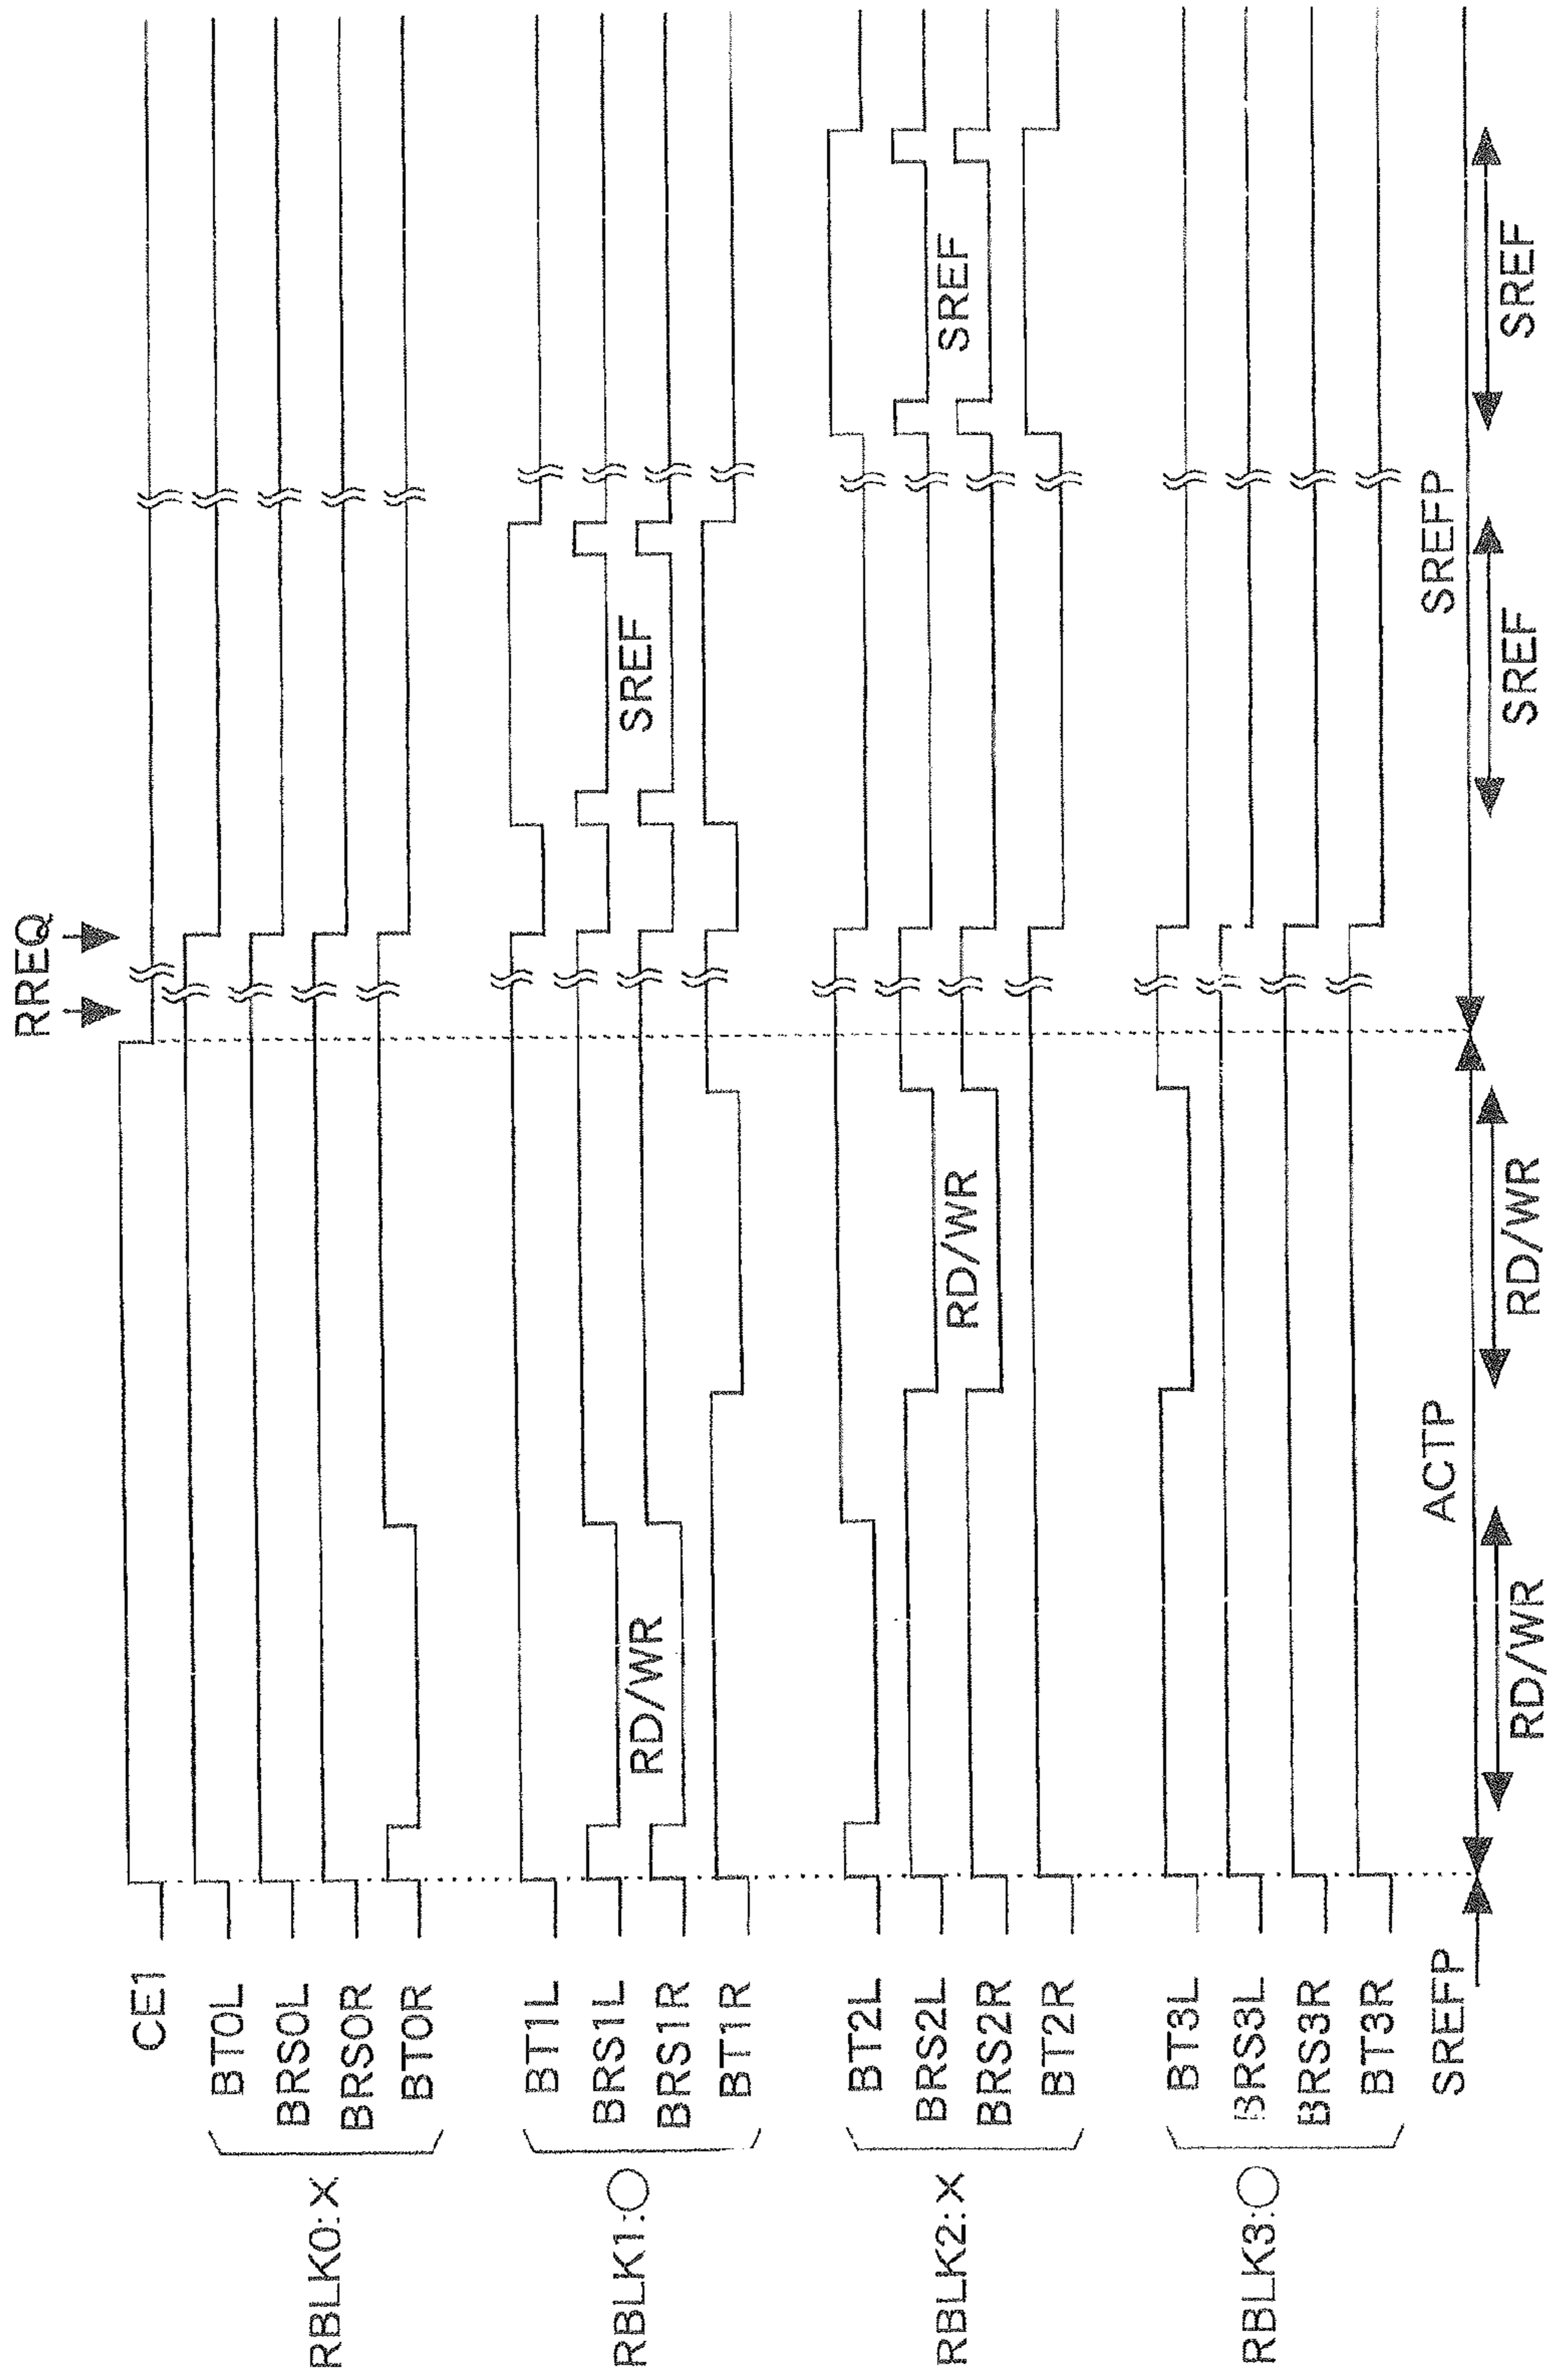 RREQ
CE1
RBLK0:×
BT0L
BRS0L
BRS0R
BT0R
RBLK1:○
BT1L
BRS1L
RD/WR
SREF
BRS1R
BT1R
RBLK2:×
BT2L
BRS2L
RD/WR
SREF
BRS2R
BT2R
RBLK3:○
BT3L
BRS3L
BRS3R
BT3R
SREFP
ACTP
SREFP
RD/WR
RD/WR
SREF
SREF